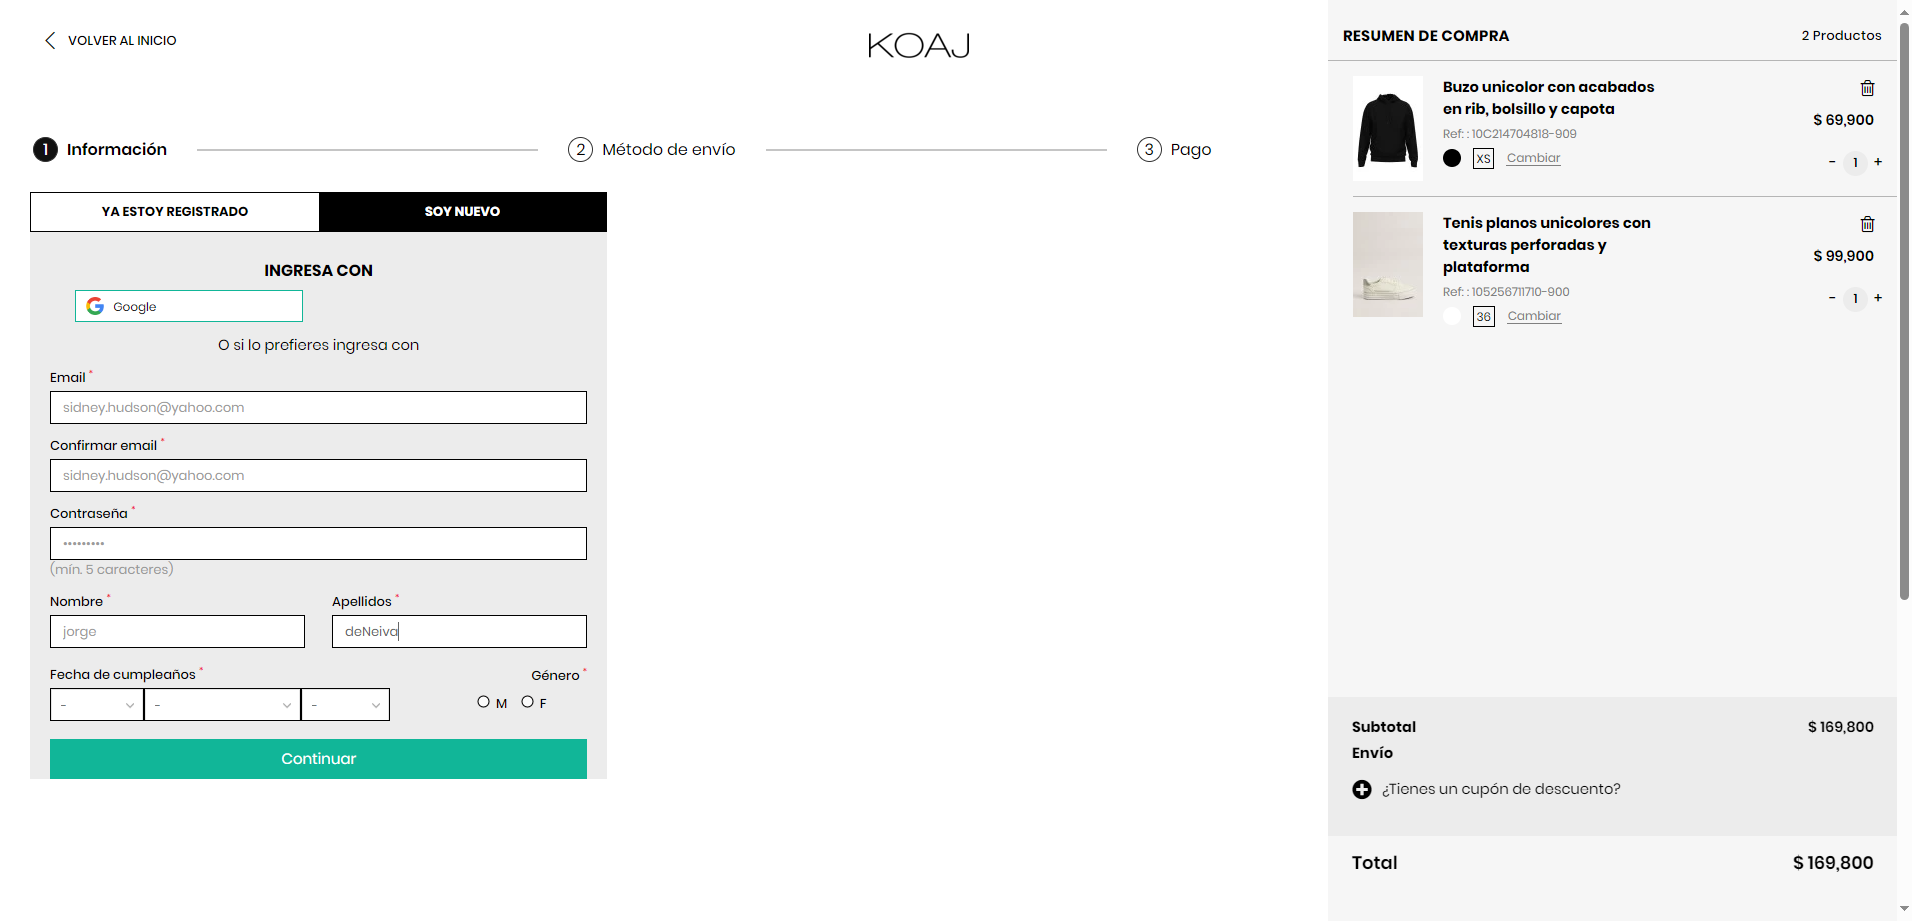 VOLVER AL INICIO
KOAJ
1 Información
2 Método de envío
3 Pago
YA ESTOY REGISTRADO
SOY NUEVO
INGRESA CON
Google
O si lo prefieres ingresa con
Email *
sidney.hudson@yahoo.com
Confirmar email *
sidney.hudson@yahoo.com
Contraseña *
•••••••••
(mín. 5 caracteres)
Nombre *
Apellidos *
jorge
deNeiva
Fecha de cumpleaños *
Género *
- - -
M F
Continuar
RESUMEN DE COMPRA
2 Productos
Buzo unicolor con acabados
en rib, bolsillo y capota
$ 69,900
Ref: : 10C214704818-909
XS Cambiar
- 1 +
Tenis planos unicolores con
texturas perforadas y
plataforma
$ 99,900
Ref: : 105256711710-900
36 Cambiar
- 1 +
Subtotal $ 169,800
Envío
¿Tienes un cupón de descuento?
Total $ 169,800